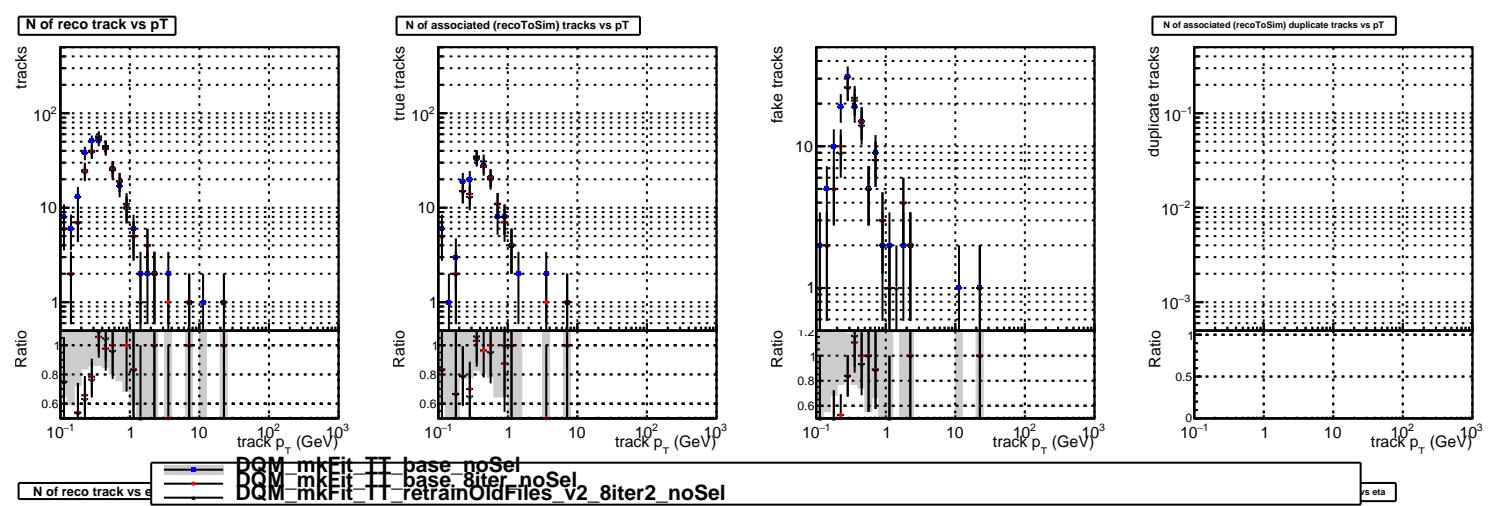 N of reco track vs pT
N of associated (recoToSim) tracks vs pT
N of associated (recoToSim) duplicate tracks vs pT
tracks
10²
10
1
Ratio
1
0.8
0.6
10⁻¹ 1 10 10² 10³
track p_T (GeV)
true tracks
10²
10
1
Ratio
1
0.8
0.6
10⁻¹ 1 10 10² 10³
track p_T (GeV)
fake tracks
10
1
Ratio
1.2
1
0.8
0.6
10⁻¹ 1 10 10² 10³
track p_T (GeV)
duplicate tracks
10⁻¹
10⁻²
10⁻³
Ratio
1
0.5
0
10⁻¹ 1 10 10² 10³
track p_T (GeV)
DQM_mkFit_TT_base_noSel
DQM_mkFit_TT_base_8iter_noSel
DQM_mkFit_TT_retrainOldFiles_v2_8iter2_noSel
N of reco track vs e
vs eta